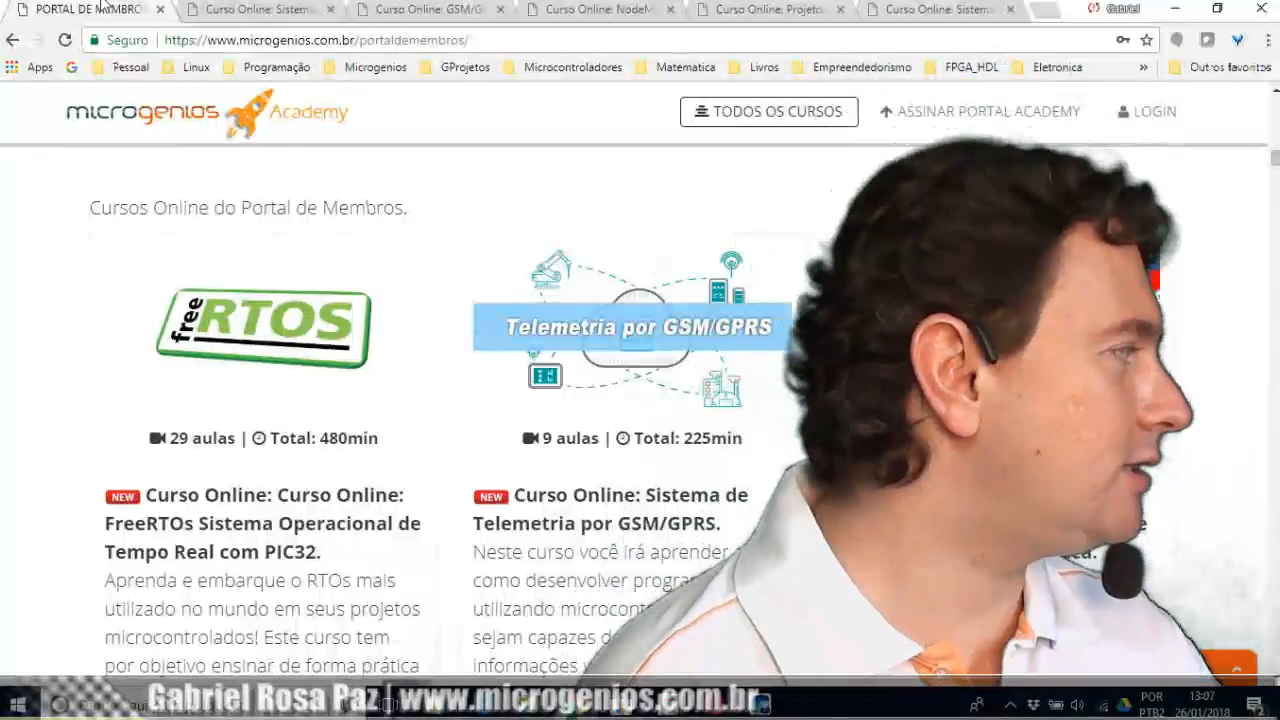 PORTAL DE MEMBRO
Curso Online: Sistema
Curso Online: GSM/G
Curso Online: NodeM
Curso Online: Projeto
Curso Online: Sistema
Gabriel
Seguro
https://www.microgenios.com.br/portaldemembros/
Apps
Pessoal
Linux
Programação
Microgenios
GProjetos
Microcontroladores
Matematica
Livros
Empreendedorismo
FPGA_HDL
Eletronica
»
Outros favoritos
microgenios Academy
TODOS OS CURSOS
ASSINAR PORTAL ACADEMY
LOGIN
Cursos Online do Portal de Membros.
free RTOS
Telemetria por GSM/GPRS
29 aulas | Total: 480min
9 aulas | Total: 225min
NEW Curso Online: Curso Online:
FreeRTOs Sistema Operacional de
Tempo Real com PIC32.
Aprenda e embarque o RTOs mais
utilizado no mundo em seus projetos
microcontrolados! Este curso tem
por objetivo ensinar de forma prática
NEW Curso Online: Sistema de
Telemetria por GSM/GPRS.
Neste curso você irá aprender
como desenvolver progra
utilizando microcont
sejam capazes d
informações v
Gabriel Rosa Paz | www.microgenios.com.br
POR
PTB2
13:07
26/01/2018